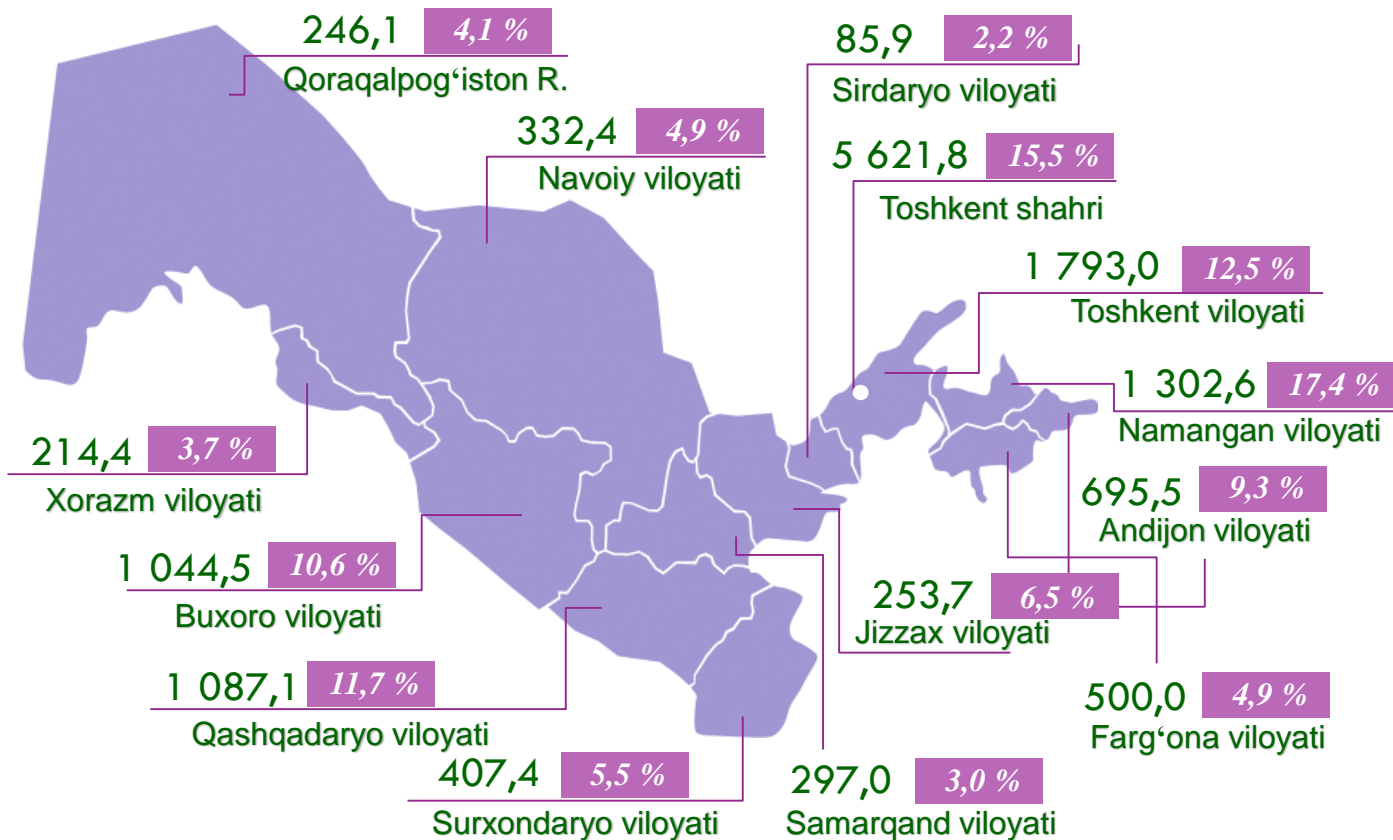 246,1 4,1 %
Qoraqalpog‘iston R.
85,9 2,2 %
Sirdaryo viloyati
332,4 4,9 %
Navoiy viloyati
5 621,8 15,5 %
Toshkent shahri
1 793,0 12,5 %
Toshkent viloyati
1 302,6 17,4 %
Namangan viloyati
214,4 3,7 %
Xorazm viloyati
695,5 9,3 %
Andijon viloyati
1 044,5 10,6 %
Buxoro viloyati
253,7 6,5 %
Jizzax viloyati
1 087,1 11,7 %
Qashqadaryo viloyati
500,0 4,9 %
Farg‘ona viloyati
407,4 5,5 %
Surxondaryo viloyati
297,0 3,0 %
Samarqand viloyati